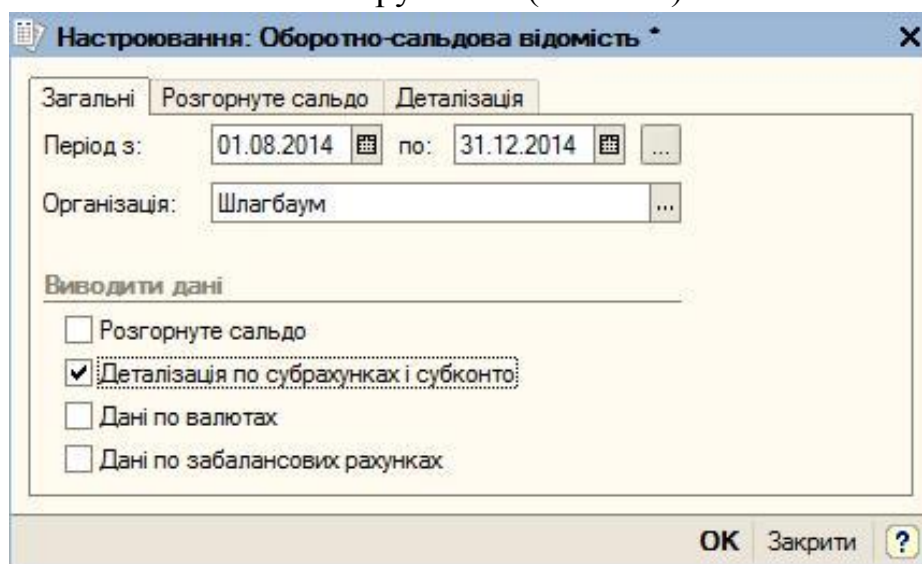 Настроювання: Оборотно-сальдова відомість *
Загальні Розгорнуте сальдо Деталізація
Період з: 01.08.2014 по: 31.12.2014 ...
Організація: Шлагбаум ...
Виводити дані
Розгорнуте сальдо
Деталізація по субрахунках і субконто
Дані по валютах
Дані по забалансових рахунках
OK Закрити ?